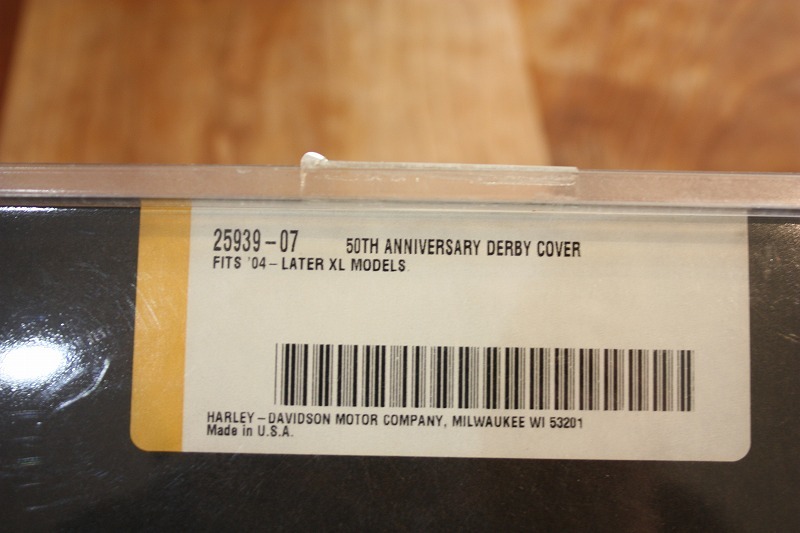 25939-07 50TH ANNIVERSARY DERBY COVER
FITS '04- LATER XL MODELS.
HARLEY-DAVIDSON MOTOR COMPANY, MILWAUKEE WI 53201
Made in U.S.A.